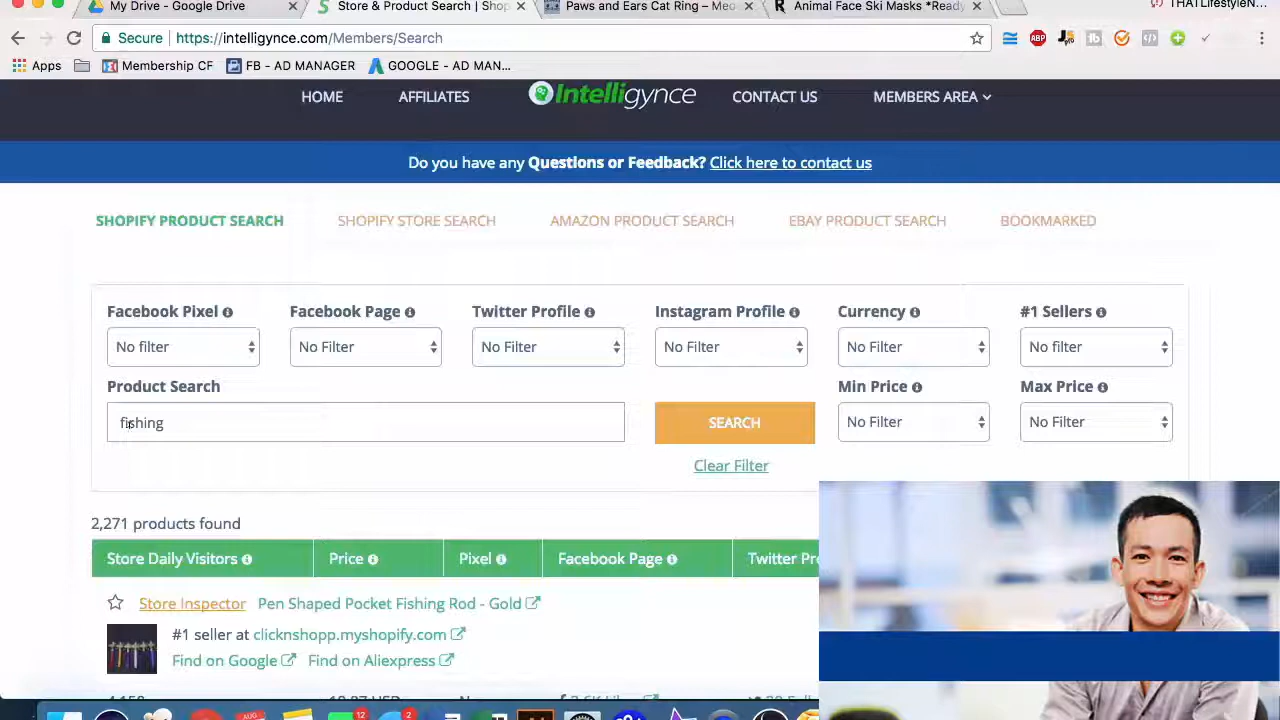 My Drive - Google Drive
Store & Product Search | Shop
Paws and Ears Cat Ring – Med
Animal Face Ski Masks *Ready
THATLifestyleN
Secure
https://intelligynce.com/Members/Search
ABP
Apps
Membership CF
FB - AD MANAGER
GOOGLE - AD MAN...
HOME
AFFILIATES
Intelligynce
CONTACT US
MEMBERS AREA
Do you have any Questions or Feedback? Click here to contact us
SHOPIFY PRODUCT SEARCH
SHOPIFY STORE SEARCH
AMAZON PRODUCT SEARCH
EBAY PRODUCT SEARCH
BOOKMARKED
Facebook Pixel
Facebook Page
Twitter Profile
Instagram Profile
Currency
#1 Sellers
No filter
No Filter
No Filter
No Filter
No Filter
No filter
Product Search
Min Price
Max Price
fishing
SEARCH
No Filter
No Filter
Clear Filter
2,271 products found
Store Daily Visitors
Price
Pixel
Facebook Page
Twitter Pr
Store Inspector
Pen Shaped Pocket Fishing Rod - Gold
#1 seller at clicknshopp.myshopify.com
Find on Google
Find on Aliexpress
AUG
12
2